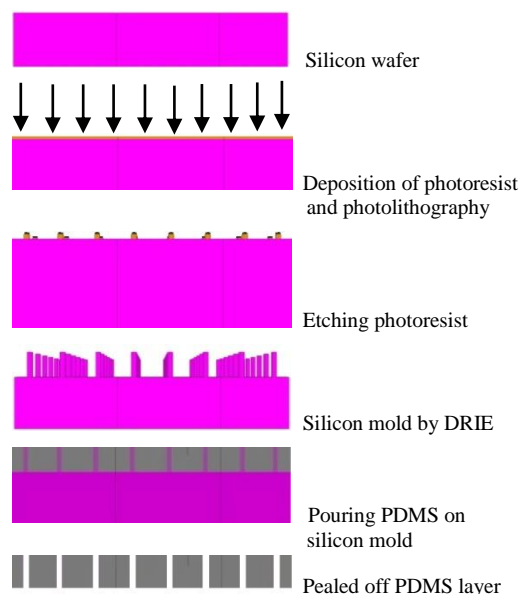 Silicon wafer
Deposition of photoresist
and photolithography
Etching photoresist
Silicon mold by DRIE
Pouring PDMS on
silicon mold
Pealed off PDMS layer